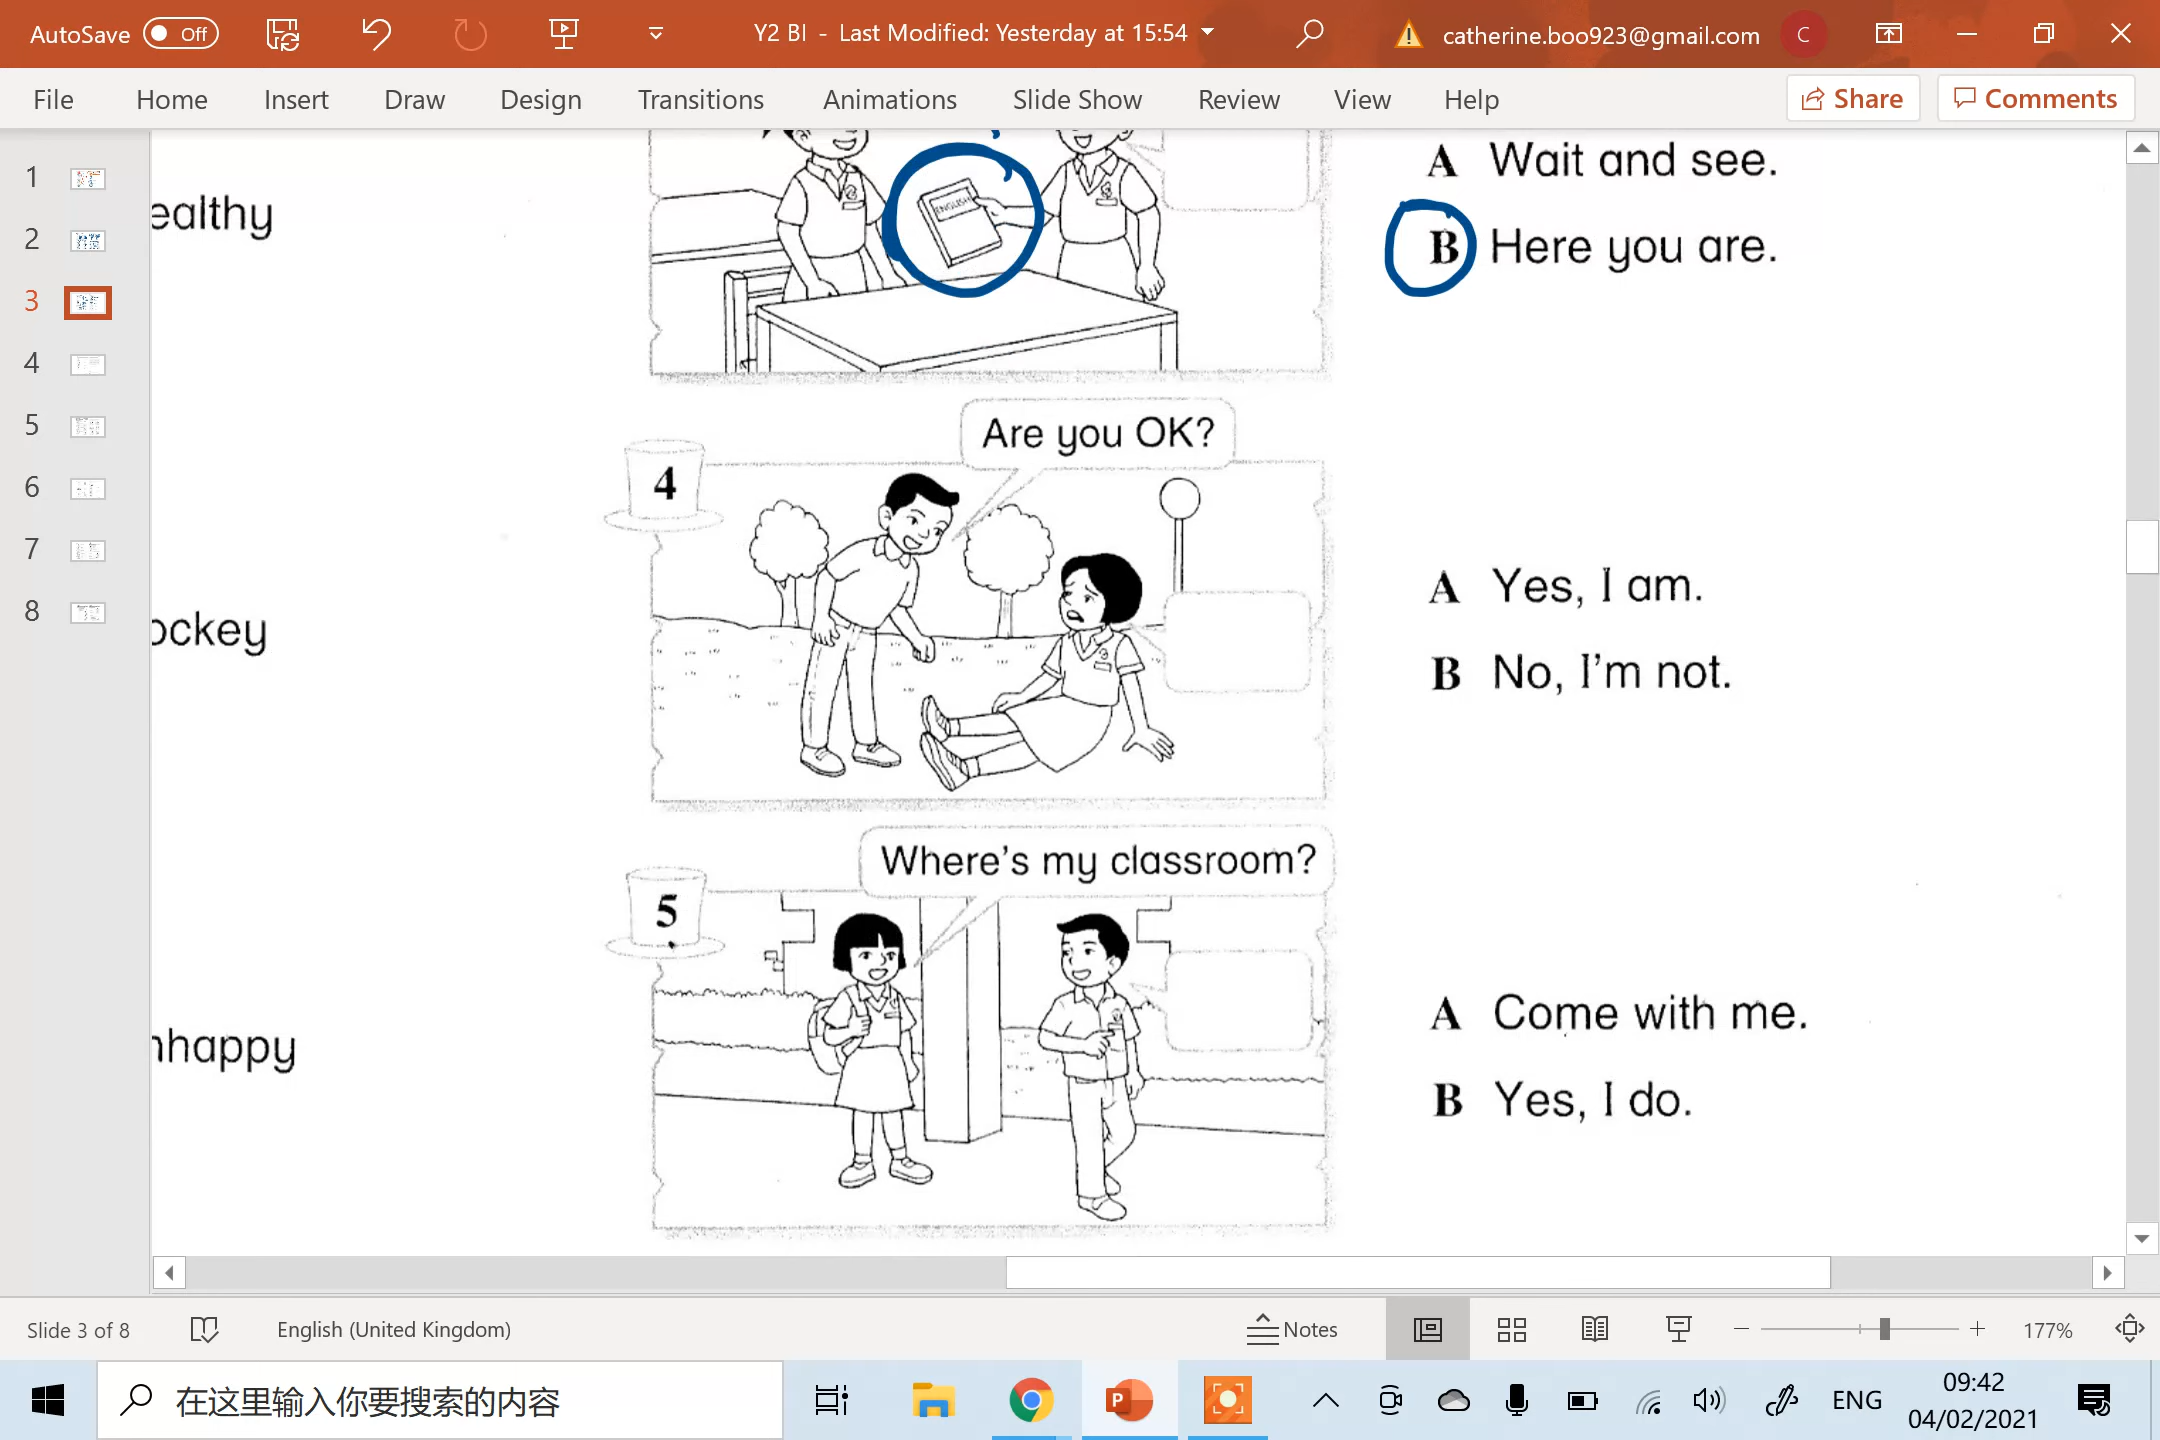 AutoSave Off
Y2 BI - Last Modified: Yesterday at 15:54
catherine.boo923@gmail.com
C
File Home Insert Draw Design Transitions Animations Slide Show Review View Help
Share Comments
1
2
3
4
5
6
7
8
ealthy
ockey
nhappy
ENGLISH
A Wait and see.
B Here you are.
4
Are you OK?
A Yes, I am.
B No, I'm not.
5
Where's my classroom?
A Come with me.
B Yes, I do.
Slide 3 of 8
English (United Kingdom)
Notes
177%
在这里输入你要搜索的内容
P
ENG
09:42
04/02/2021